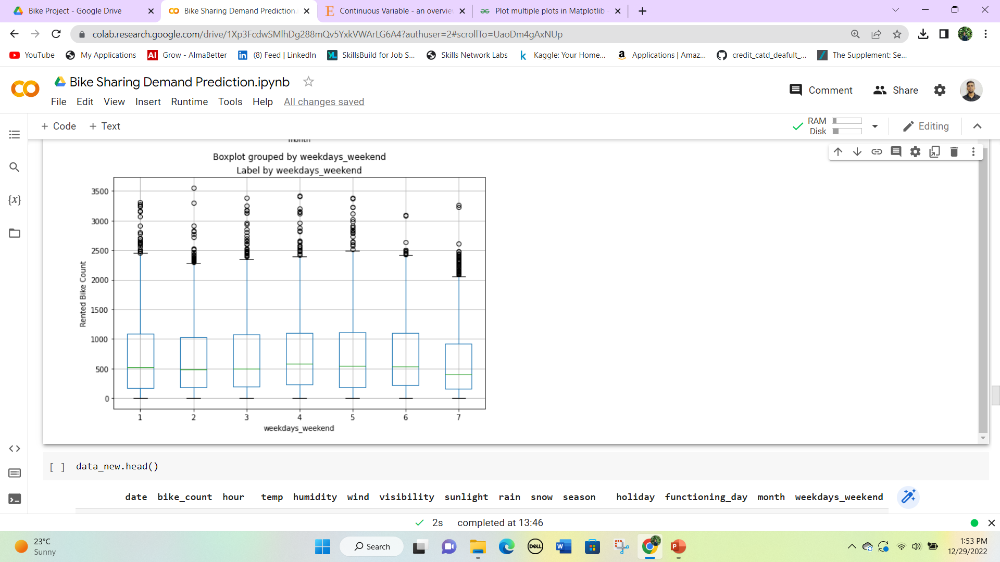 Bike Project - Google Drive
Bike Sharing Demand Prediction.
Continuous Variable - an overvie
Plot multiple plots in Matplotlib -
colab.research.google.com/drive/1Xp3FcdwSMlhDg288mQv5YxkVWArLG6A4?authuser=2#scrollTo=UaoDm4gAxNUp
YouTube My Applications Grow - AlmaBetter (8) Feed | LinkedIn SkillsBuild for Job S... Skills Network Labs Kaggle: Your Home... Applications | Amaz... credit_catd_deafult_... The Supplement: Se...
Bike Sharing Demand Prediction.ipynb
Comment Share
File Edit View Insert Runtime Tools Help All changes saved
+ Code + Text
RAM
Disk
Editing
month
Boxplot grouped by weekdays_weekend
Label by weekdays_weekend
3500
3000
2500
2000
1500
1000
500
0
Rented Bike Count
1 2 3 4 5 6 7
weekdays_weekend
[ ] data_new.head()
date bike_count hour temp humidity wind visibility sunlight rain snow season holiday functioning_day month weekdays_weekend
2s completed at 13:46
23°C
Sunny
Search
DELL
1:53 PM
12/29/2022